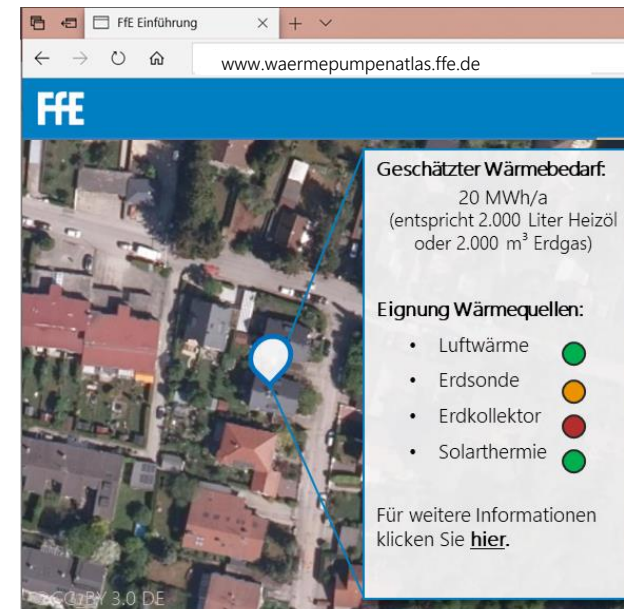 FfE Einführung
www.waermepumpenatlas.ffe.de
FfE
Geschätzter Wärmebedarf:
20 MWh/a
(entspricht 2.000 Liter Heizöl
oder 2.000 m³ Erdgas)
Eignung Wärmequellen:
• Luftwärme
• Erdsonde
• Erdkollektor
• Solarthermie
Für weitere Informationen
klicken Sie hier.
BY 3.0 DE